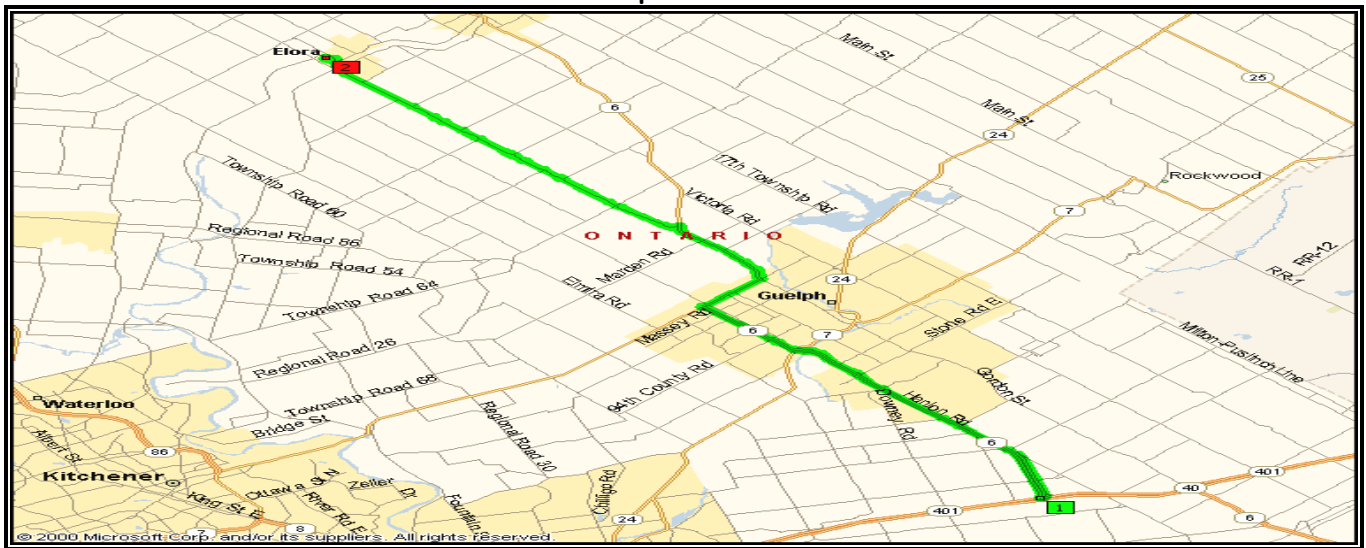 Elora
2
Main St
25
6
Main St
24
17th Township Rd
Rockwood
Township Road 60
Victoria Rd
7
Regional Road 86
ONTARIO
RR-12
Township Road 54
Marden Rd
RR-1
Elmira Rd
24
Township Road 64
Guelph
Massey Rd
6
7
Stone Rd E
Milton-Puslinch Line
Regional Road 26
94th County Rd
Gordon St
Township Road 68
Waterloo
Hanlon Rd
Downey Rd
Bridge St
Regional Road 30
Albert St
86
6
Kitchener
Ottawa St N
Zeller Dr
Chilligo Rd
401
40
King St E
River Rd E
Fountain
401
1
24
6
7
8
© 2000 Microsoft Corp. and/or its suppliers. All rights reserved.